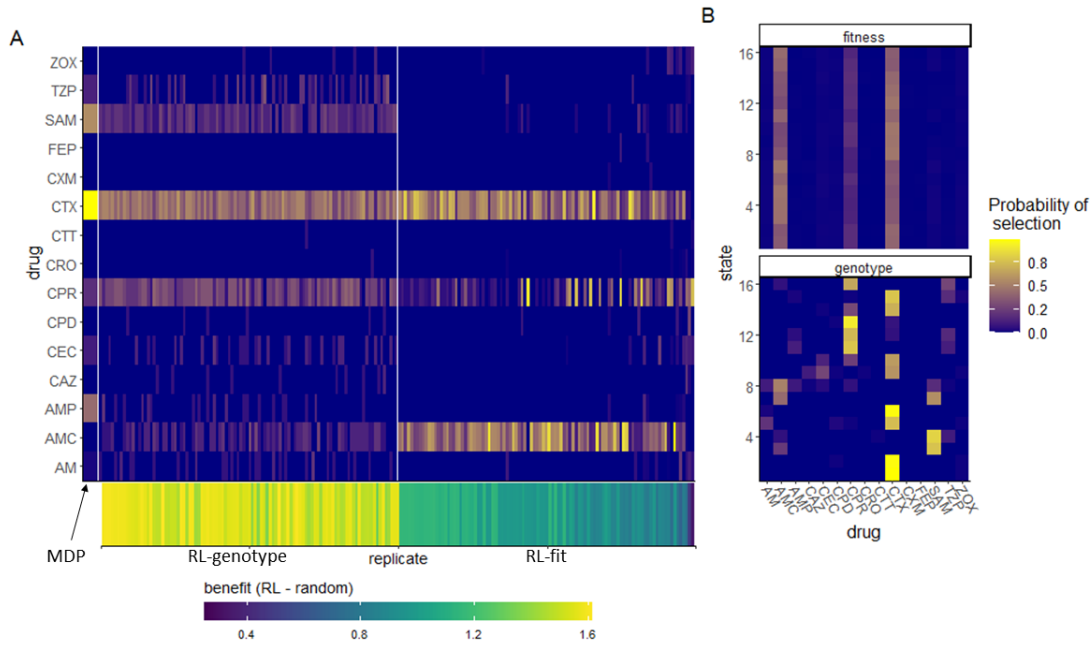 A
drug
ZOX
TZP
SAM
FEP
CXM
CTX
CTT
CRO
CPR
CPD
CEC
CAZ
AMP
AMC
AM
MDP
RL-genotype
replicate
RL-fit
benefit (RL - random)
0.4 0.8 1.2 1.6
B
state
fitness
16
12
8
4
genotype
16
12
8
4
AM AMC AMP CAZ CEC CPD CPR CRO CTT CTX CXM FEP SAM TZP ZOX
drug
Probability of
selection
0.8
0.5
0.2
0.0